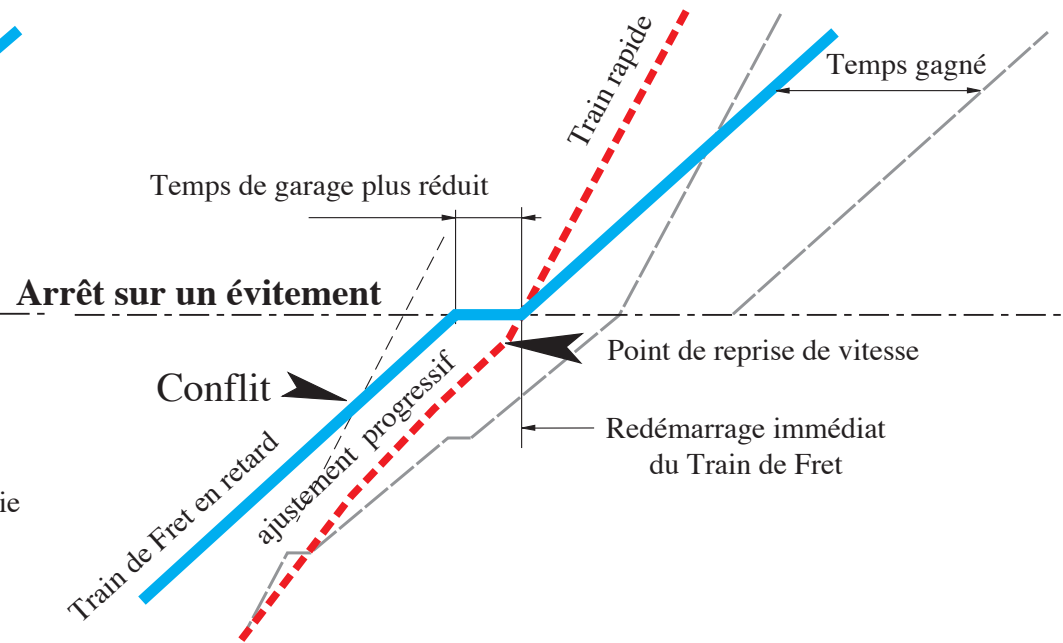 Train rapide
Temps gagné
Temps de garage plus réduit
Arrêt sur un évitement
Conflit
Point de reprise de vitesse
ajustement progressif
Redémarrage immédiat
du Train de Fret
Train de Fret en retard
ie